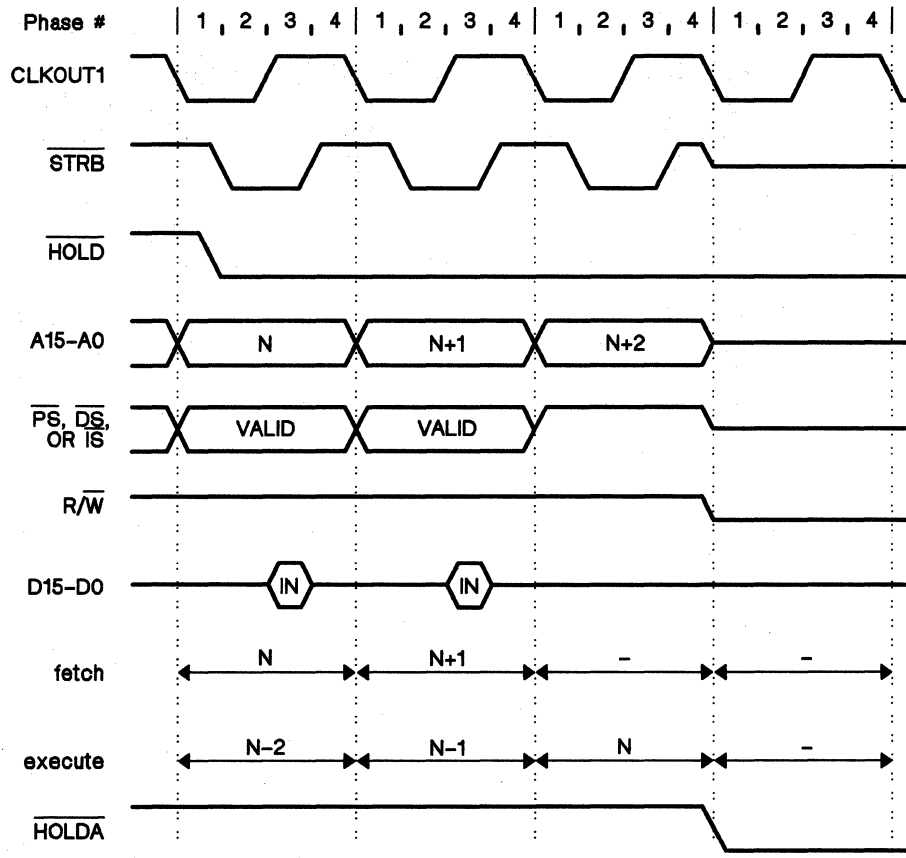 Phase # 1 2 3 4 1 2 3 4 1 2 3 4 1 2 3 4
CLKOUT1
STRB
HOLD
A15–A0 N N+1 N+2
PS, DS, OR IS VALID VALID
R/W
D15–D0 IN IN
fetch N N+1 – –
execute N–2 N–1 N –
HOLDA